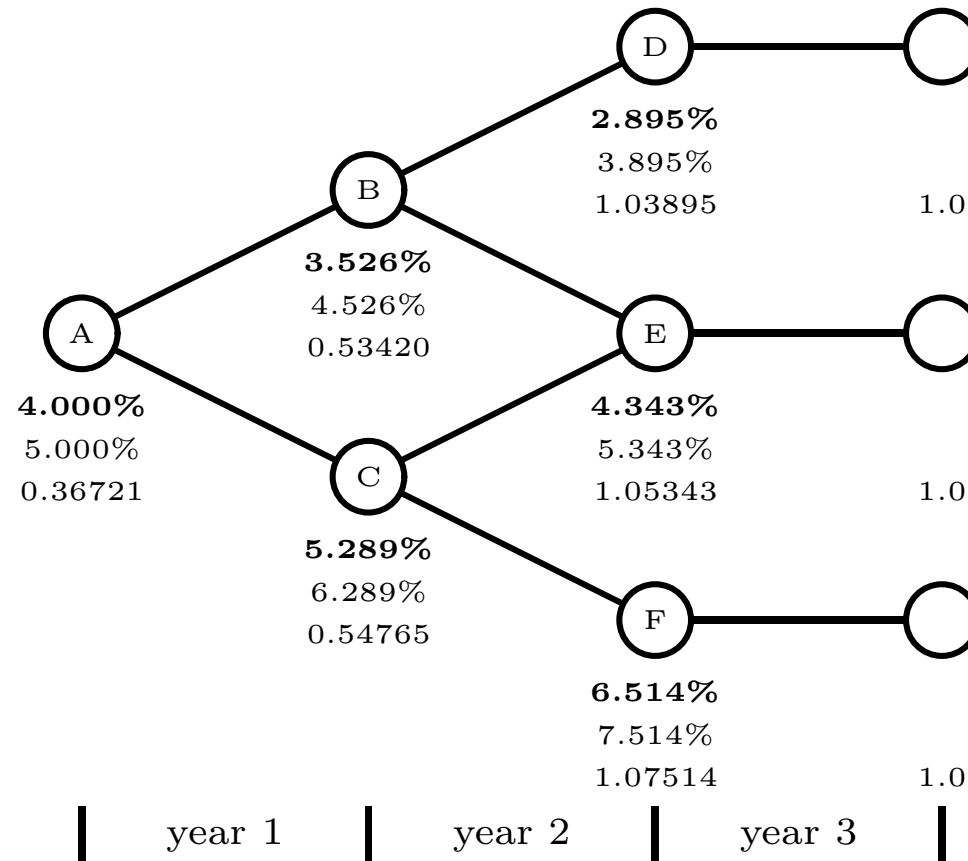 D
2.895%
3.895%
1.03895
1.0
B
3.526%
4.526%
0.53420
A
4.000%
5.000%
0.36721
E
4.343%
5.343%
1.05343
1.0
C
5.289%
6.289%
0.54765
F
6.514%
7.514%
1.07514
1.0
year 1
year 2
year 3